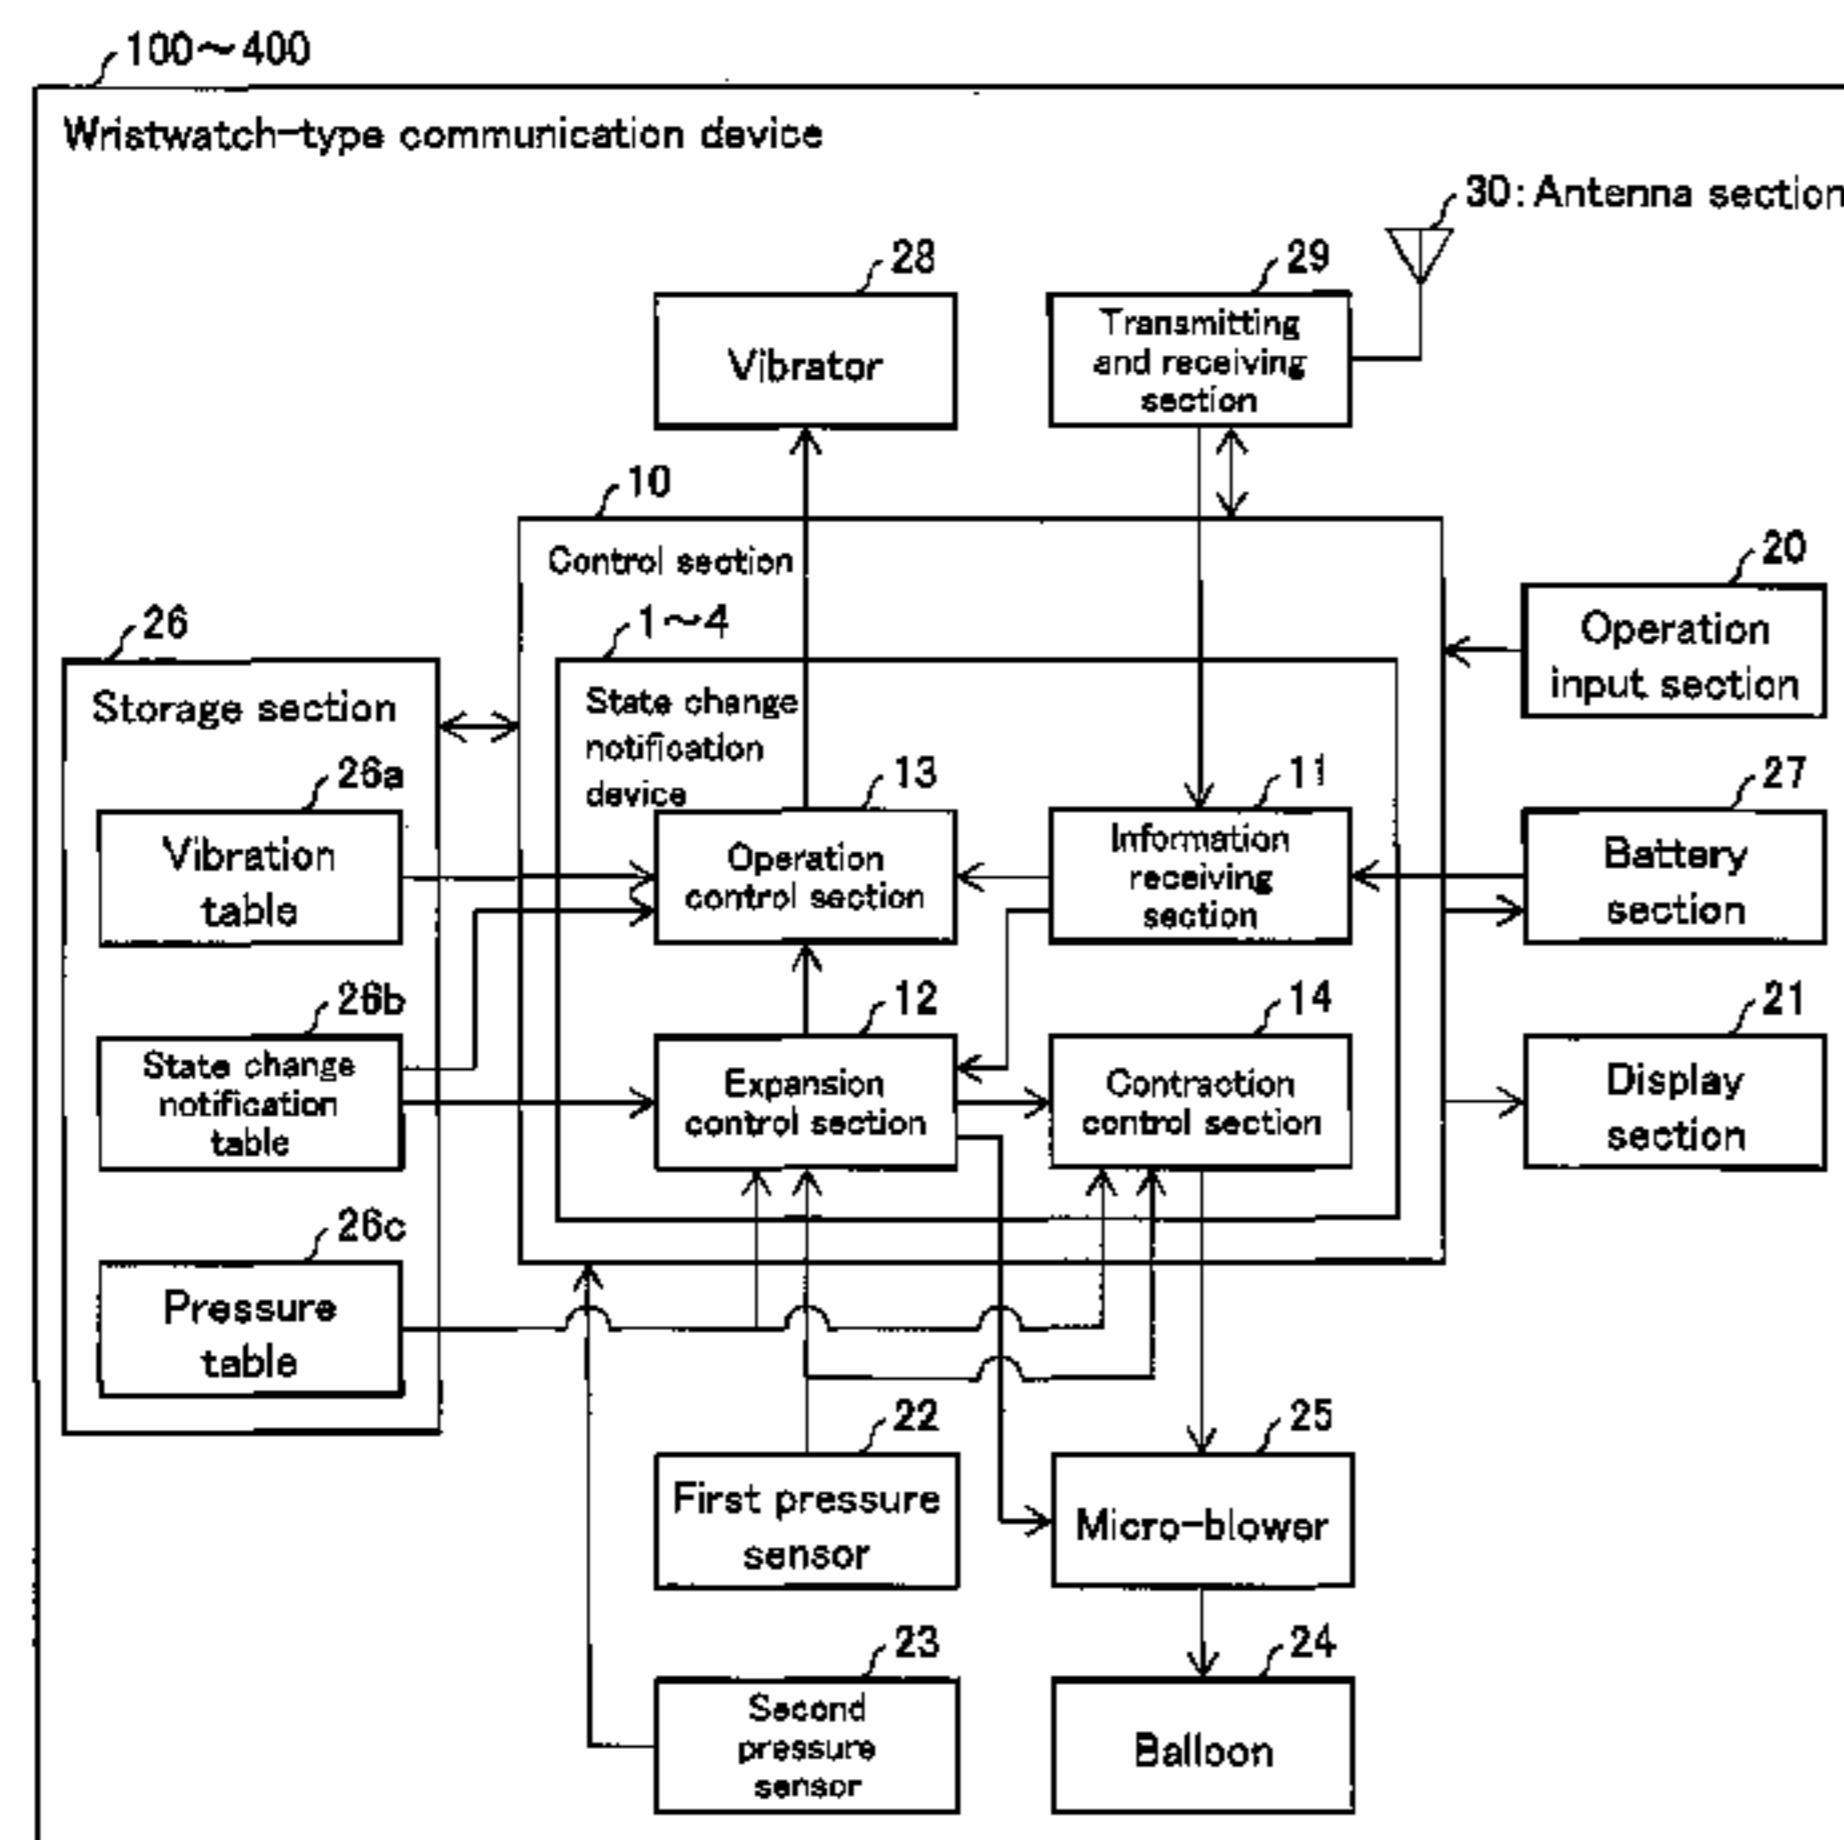 100～400
Wristwatch-type communication device
30: Antenna section
28
Vibrator
29
Transmitting
and receiving
section
10
Control section
20
Operation
input section
1～4
State change
notification
device
26
Storage section
26a
Vibration
table
13
Operation
control section
11
Information
receiving
section
27
Battery
section
26b
State change
notification
table
12
Expansion
control section
14
Contraction
control section
21
Display
section
26c
Pressure
table
22
First pressure
sensor
25
Micro-blower
23
Second
pressure
sensor
24
Balloon